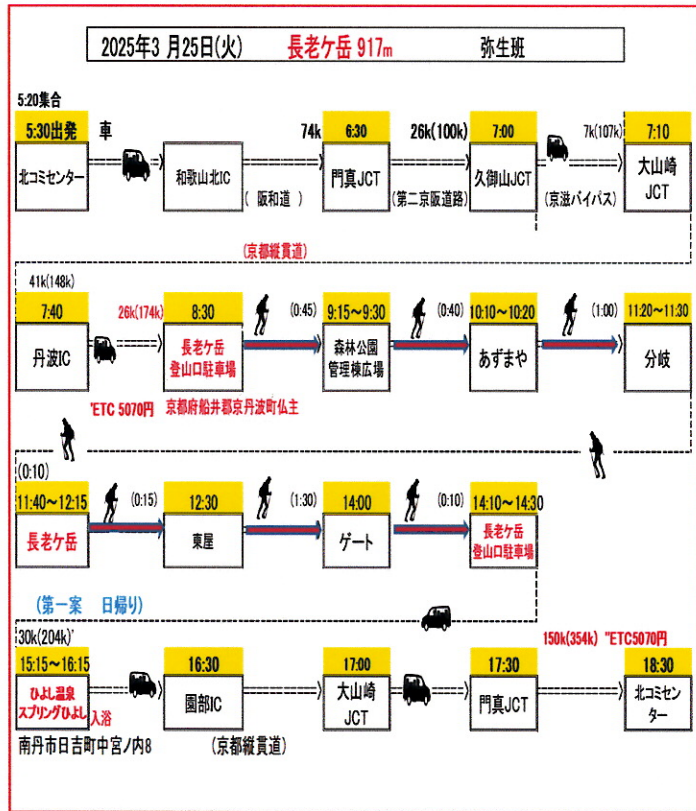 2025年3 月25日(火) 長老ケ岳 917m 弥生班
5:20集合
5:30出発 車 74k 6:30 26k(100k) 7:00 7k(107k) 7:10
北コミセンター 和歌山北IC 門真JCT 久御山JCT 大山崎
JCT
( 阪和道 ) (第二京阪道路) (京滋バイパス)
(京都縦貫道)
41k(148k)
7:40 26k(174k) 8:30 (0:45) 9:15～9:30 (0:40) 10:10～10:20 (1:00) 11:20～11:30
丹波IC 長老ケ岳
登山口駐車場 森林公園
管理棟広場 あずまや 分岐
"ETC 5070円 京都府船井郡京丹波町仏主
(0:10)
11:40～12:15 (0:15) 12:30 (1:30) 14:00 (0:10) 14:10～14:30
長老ケ岳 東屋 ゲート 長老ケ岳
登山口駐車場
(第一案 日帰り)
30k(204k)' 150k(354k) "ETC5070円
15:15～16:15 16:30 17:00 17:30 18:30
ひよし温泉
スプリングひよし 入浴 園部IC 大山崎
JCT 門真JCT 北コミセン
ター
南丹市日吉町中宮ノ内8 (京都縦貫道)